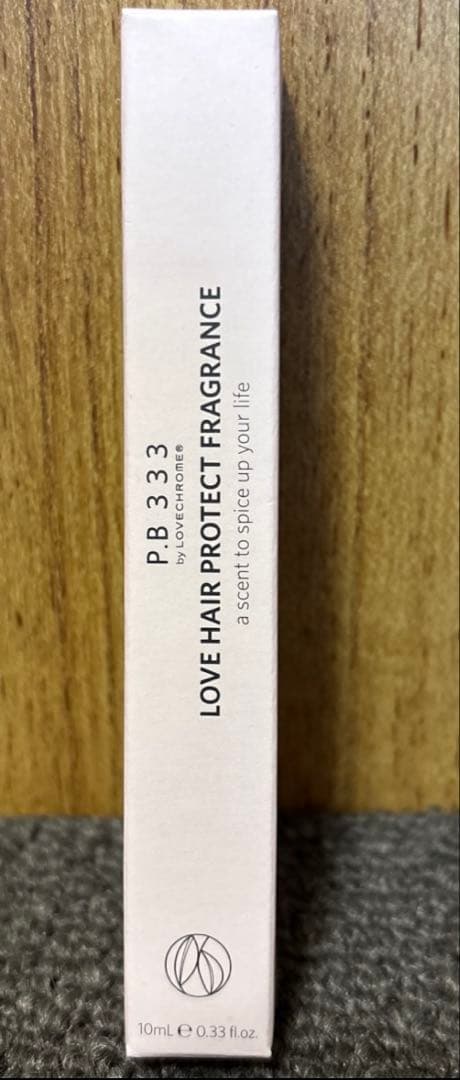 P.B 333
by LOVECHROME®
LOVE HAIR PROTECT FRAGRANCE
a scent to spice up your life
10mL ℮ 0.33 fl.oz.